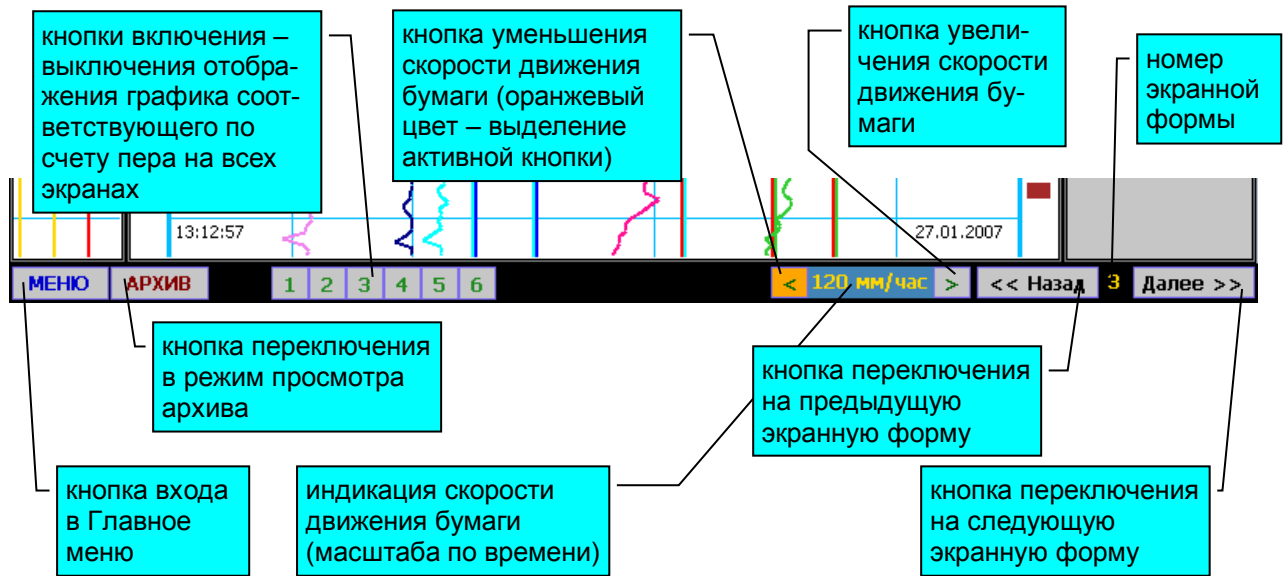 кнопки включения –
выключения отобра-
жения графика соот-
ветствующего по
счету пера на всех
экранах
кнопка уменьшения
скорости движения
бумаги (оранжевый
цвет – выделение
активной кнопки)
кнопка увели-
чения скорости
движения бу-
маги
номер
экранной
формы
13:12:57
27.01.2007
МЕНЮ АРХИВ 1 2 3 4 5 6 < 120 мм/час > << Назад 3 Далее >>
кнопка переключения
в режим просмотра
архива
кнопка переключения
на предыдущую
экранную форму
кнопка входа
в Главное
меню
индикация скорости
движения бумаги
(масштаба по времени)
кнопка переключения
на следующую
экранную форму